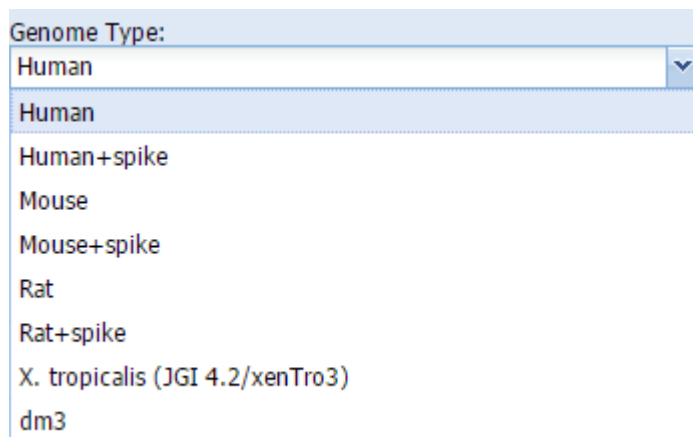 Genome Type:
Human
Human
Human+spike
Mouse
Mouse+spike
Rat
Rat+spike
X. tropicalis (JGI 4.2/xenTro3)
dm3